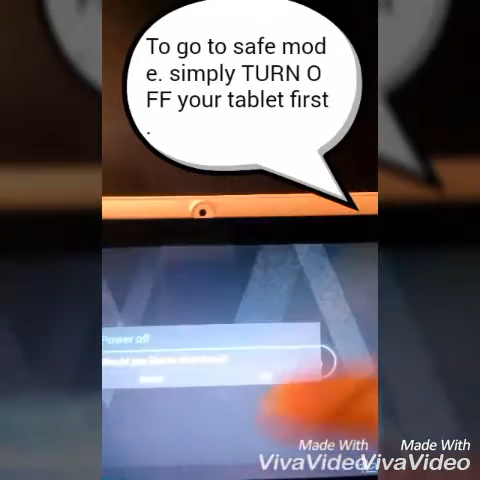 To go to safe mod
e. simply TURN O
FF your tablet first
.
Power off
Made With
VivaVideo
Made With
VivaVideo